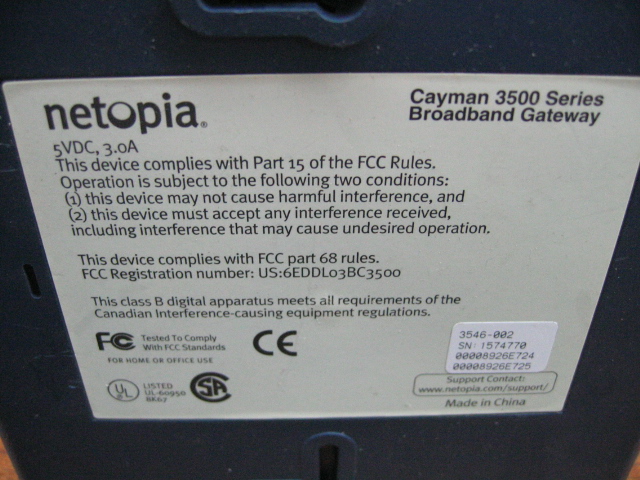 netopia.
Cayman 3500 Series
Broadband Gateway
5VDC, 3.0A
This device complies with Part 15 of the FCC Rules.
Operation is subject to the following two conditions:
(1) this device may not cause harmful interference, and
(2) this device must accept any interference received,
including interference that may cause undesired operation.
This device complies with FCC part 68 rules.
FCC Registration number: US:6EDDL03BC3500
This class B digital apparatus meets all requirements of the
Canadian Interference-causing equipment regulations.
FC Tested To Comply
With FCC Standards
FOR HOME OR OFFICE USE
CE
UL LISTED
UL-60950
BK67
SA
3546-002
SN: 1574770
00008926E724
00008926E725
Support Contact:
www.netopia.com/support/
Made in China